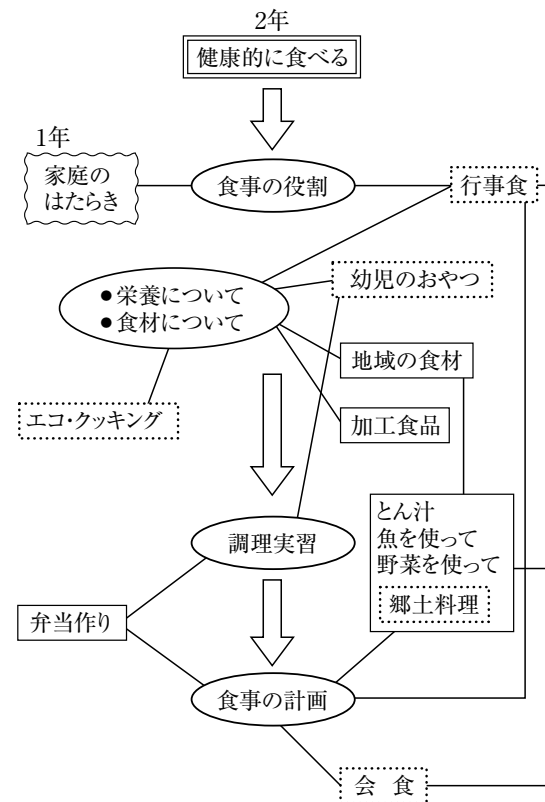 2年
健康的に食べる
1年
家庭の
はたらき
食事の役割
行事食
●栄養について
●食材について
幼児のおやつ
地域の食材
エコ・クッキング
加工食品
とん汁
魚を使って
野菜を使って
郷土料理
調理実習
弁当作り
食事の計画
会 食